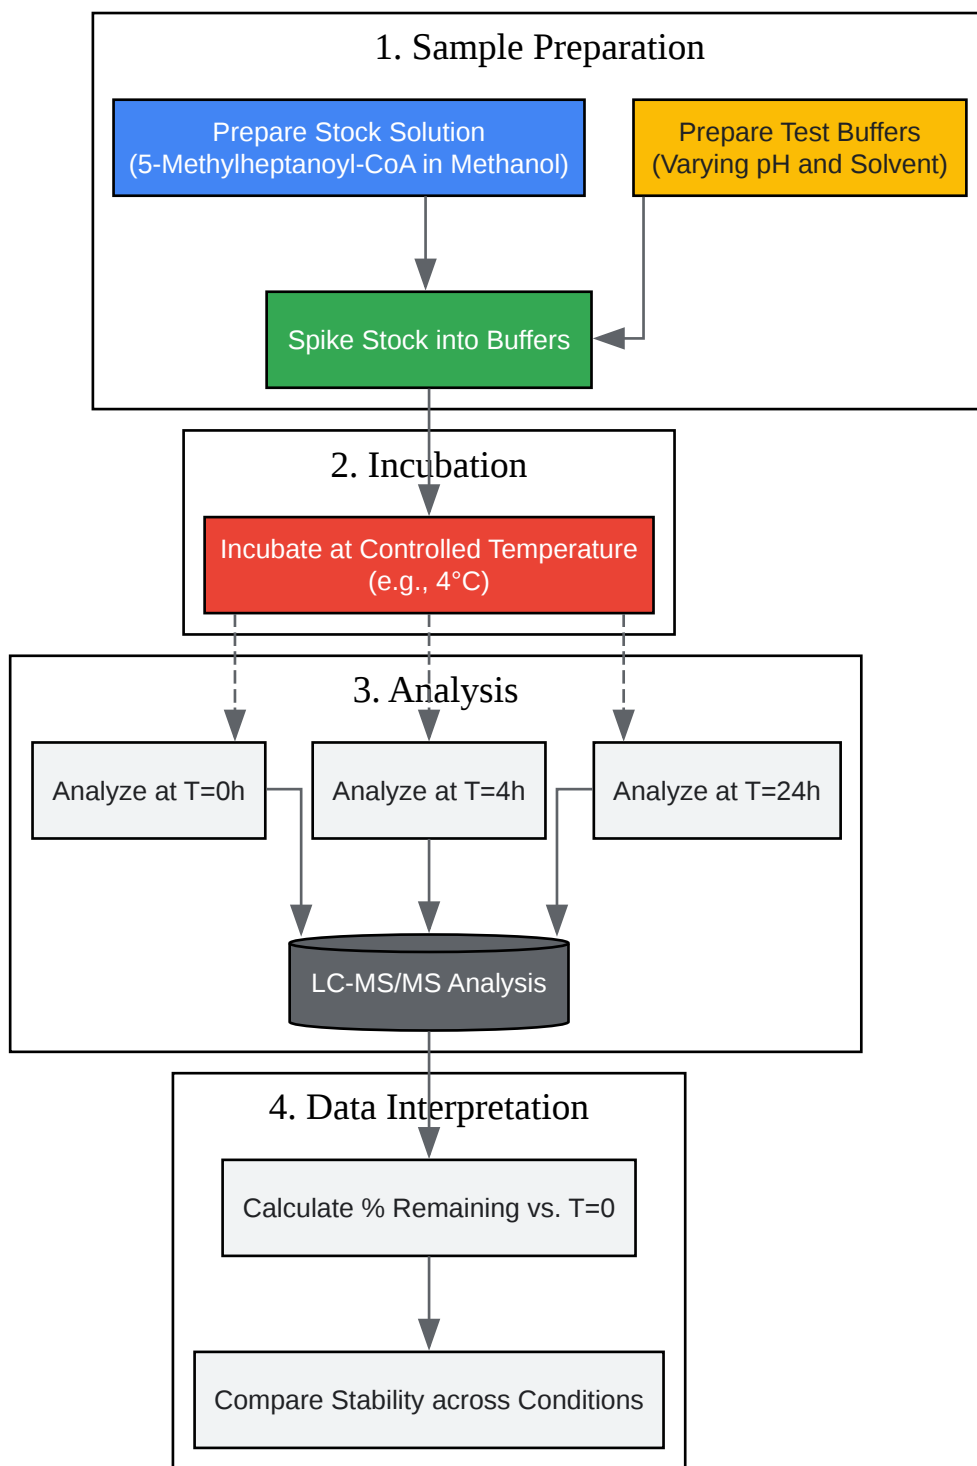 1. Sample Preparation
Prepare Stock Solution
(5-Methylheptanoyl-CoA in Methanol)
Prepare Test Buffers
(Varying pH and Solvent)
Spike Stock into Buffers
2. Incubation
Incubate at Controlled Temperature
(e.g., 4°C)
3. Analysis
Analyze at T=0h
Analyze at T=4h
Analyze at T=24h
LC-MS/MS Analysis
4. Data Interpretation
Calculate % Remaining vs. T=0
Compare Stability across Conditions